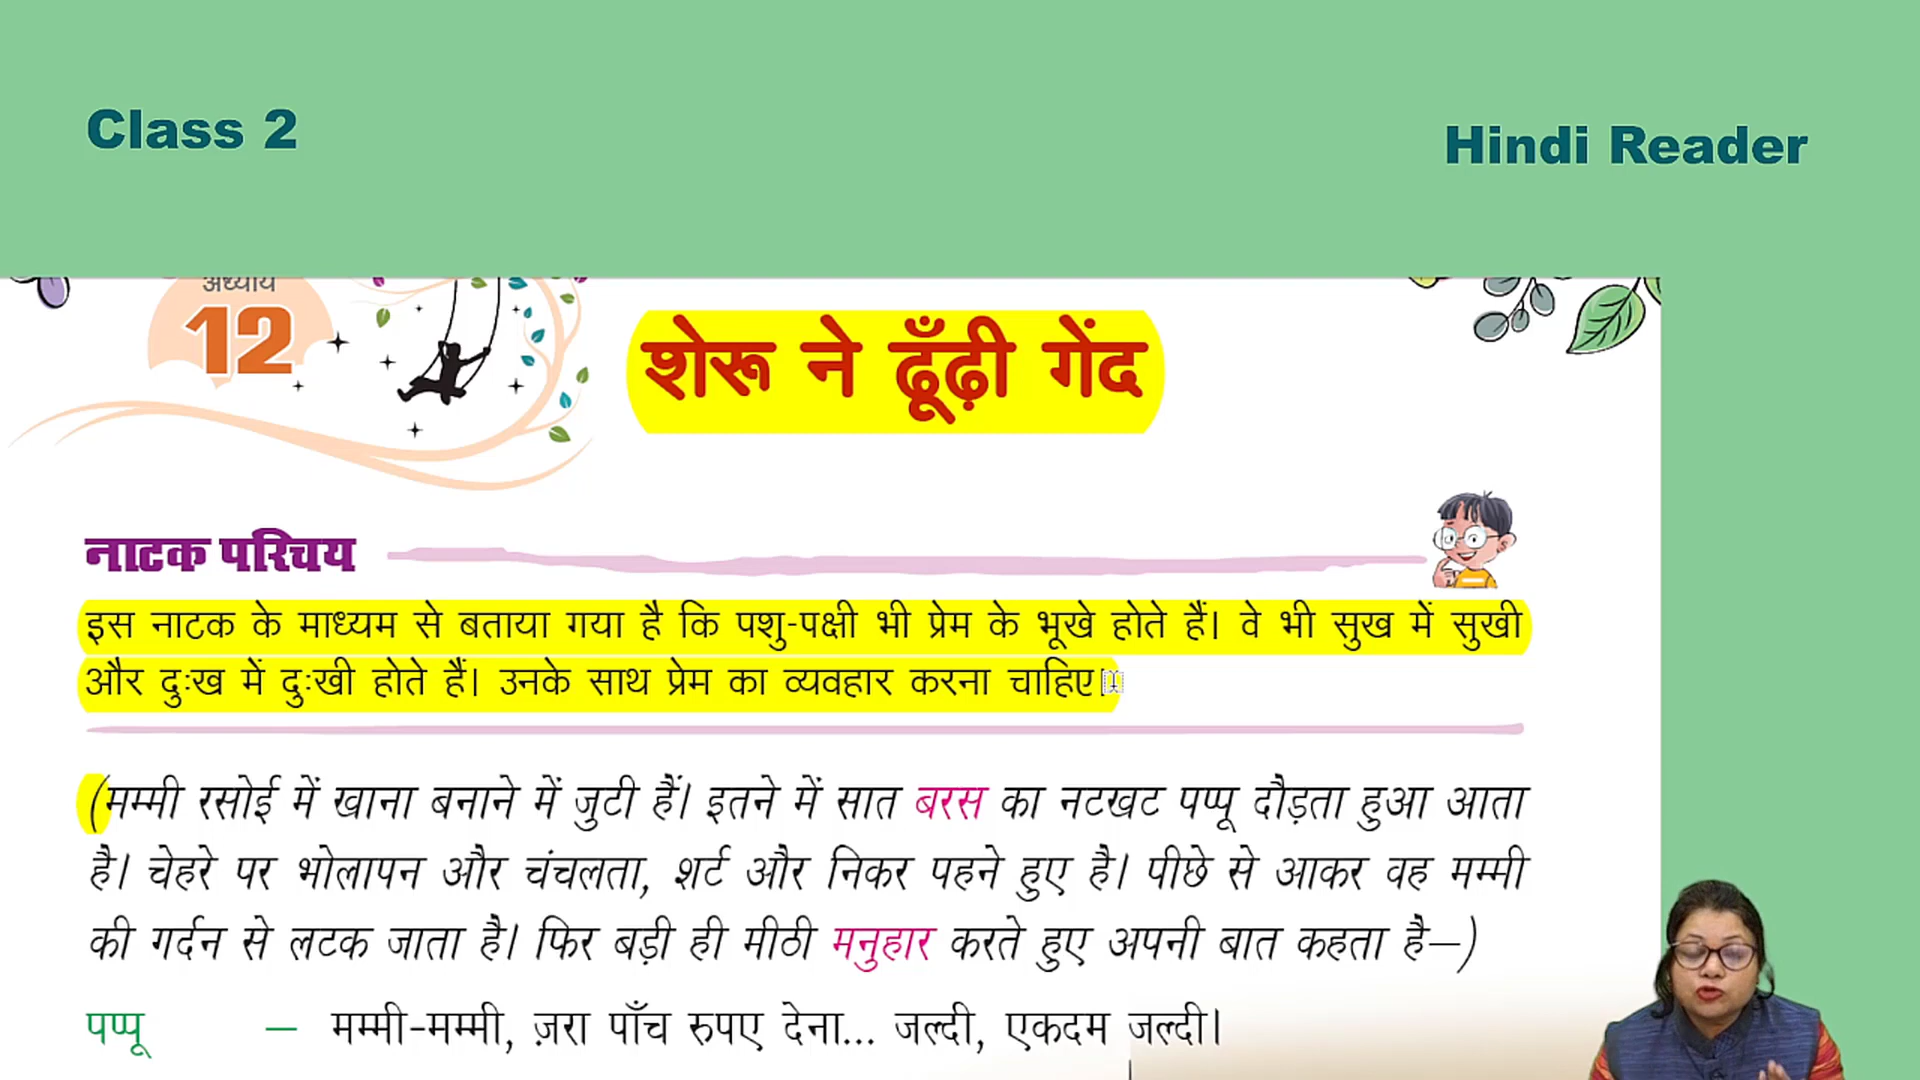 Class 2
Hindi Reader
अध्याय
12
शेरू ने ढूँढ़ी गेंद
नाटक परिचय
इस नाटक के माध्यम से बताया गया है कि पशु-पक्षी भी प्रेम के भूखे होते हैं। वे भी सुख में सुखी
और दुःख में दुःखी होते हैं। उनके साथ प्रेम का व्यवहार करना चाहिए।
(मम्मी रसोई में खाना बनाने में जुटी हैं। इतने में सात बरस का नटखट पप्पू दौड़ता हुआ आता
है। चेहरे पर भोलापन और चंचलता, शर्ट और निकर पहने हुए है। पीछे से आकर वह मम्मी
की गर्दन से लटक जाता है। फिर बड़ी ही मीठी मनुहार करते हुए अपनी बात कहता है—)
पप्पू — मम्मी-मम्मी, ज़रा पाँच रुपए देना... जल्दी, एकदम जल्दी।